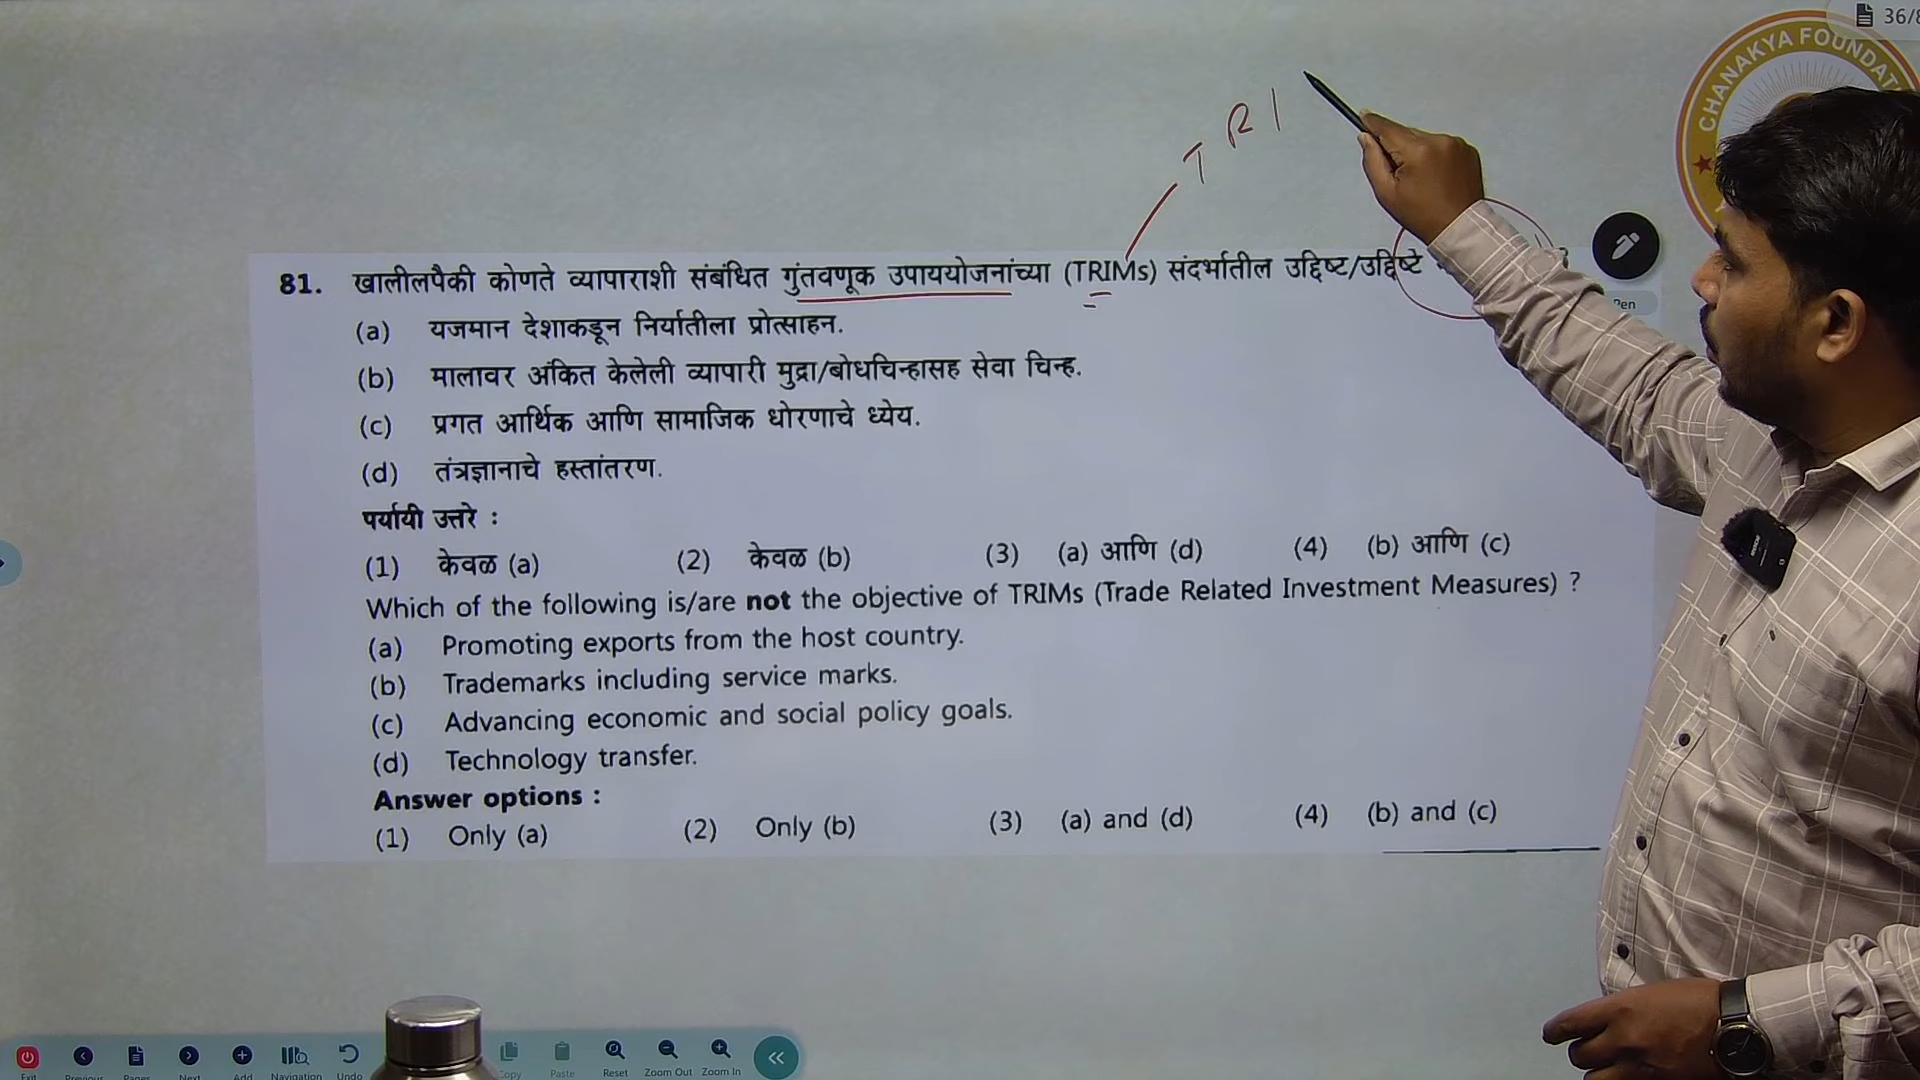 36/8
CHANAKYA FOUNDAT
T R I
81. खालीलपैकी कोणते व्यापाराशी संबंधित गुंतवणूक उपाययोजनांच्या (TRIMs) संदर्भातील उद्दिष्ट/उद्दिष्टे
(a) यजमान देशाकडून निर्यातीला प्रोत्साहन.
(b) मालावर अंकित केलेली व्यापारी मुद्रा/बोधचिन्हासह सेवा चिन्ह.
(c) प्रगत आर्थिक आणि सामाजिक धोरणाचे ध्येय.
(d) तंत्रज्ञानाचे हस्तांतरण.
पर्यायी उत्तरे :
(1) केवळ (a) (2) केवळ (b) (3) (a) आणि (d) (4) (b) आणि (c)
Which of the following is/are not the objective of TRIMs (Trade Related Investment Measures) ?
(a) Promoting exports from the host country.
(b) Trademarks including service marks.
(c) Advancing economic and social policy goals.
(d) Technology transfer.
Answer options :
(1) Only (a) (2) Only (b) (3) (a) and (d) (4) (b) and (c)
Pen
Exit Previous Pages Next Add Navigation Undo Copy Paste Reset Zoom Out Zoom In